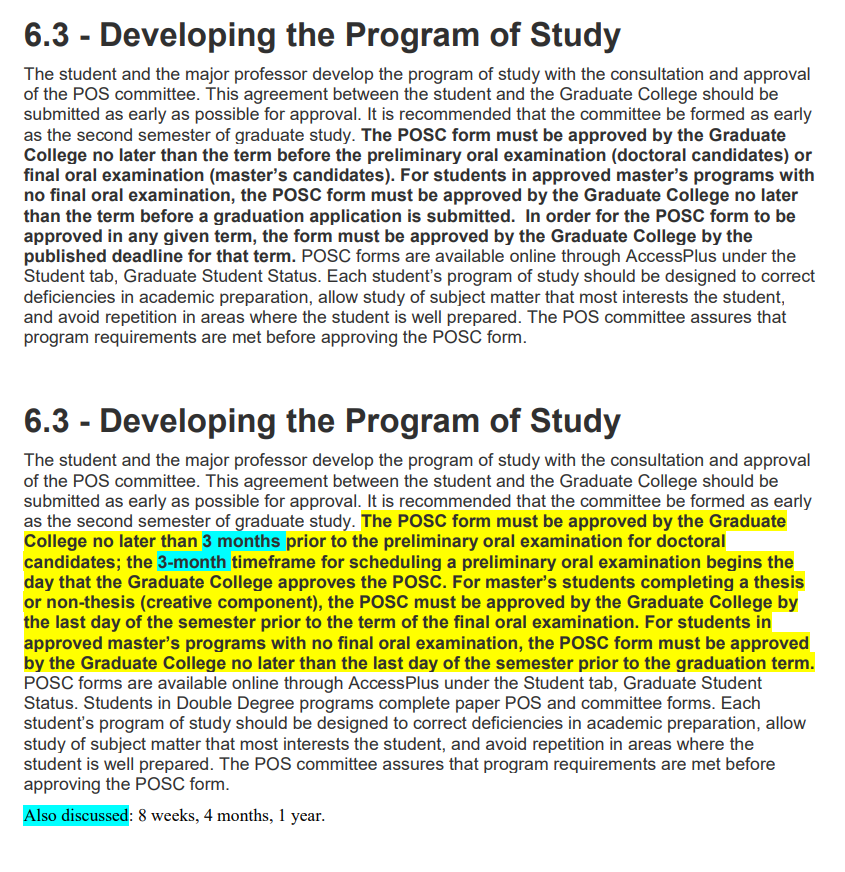 6.3 - Developing the Program of Study
The student and the major professor develop the program of study with the consultation and approval
of the POS committee. This agreement between the student and the Graduate College should be
submitted as early as possible for approval. It is recommended that the committee be formed as early
as the second semester of graduate study. The POSC form must be approved by the Graduate
College no later than the term before the preliminary oral examination (doctoral candidates) or
final oral examination (master's candidates). For students in approved master's programs with
no final oral examination, the POSC form must be approved by the Graduate College no later
than the term before a graduation application is submitted.  In order for the POSC form to be
approved in any given term, the form must be approved by the Graduate College by the
published deadline for that term. POSC forms are available online through AccessPlus under the
Student tab, Graduate Student Status. Each student's program of study should be designed to correct
deficiencies in academic preparation, allow study of subject matter that most interests the student,
and avoid repetition in areas where the student is well prepared. The POS committee assures that
program requirements are met before approving the POSC form.
6.3 - Developing the Program of Study
The student and the major professor develop the program of study with the consultation and approval
of the POS committee. This agreement between the student and the Graduate College should be
submitted as early as possible for approval. It is recommended that the committee be formed as early
as the second semester of graduate study. The POSC form must be approved by the Graduate
College no later than 3 months prior to the preliminary oral examination for doctoral
candidates; the 3-month timeframe for scheduling a preliminary oral examination begins the
day that the Graduate College approves the POSC. For master's students completing a thesis
or non-thesis (creative component), the POSC must be approved by the Graduate College by
the last day of the semester prior to the term of the final oral examination. For students in
approved master's programs with no final oral examination, the POSC form must be approved
by the Graduate College no later than the last day of the semester prior to the graduation term.
POSC forms are available online through AccessPlus under the Student tab, Graduate Student
Status. Students in Double Degree programs complete paper POS and committee forms. Each
student's program of study should be designed to correct deficiencies in academic preparation, allow
study of subject matter that most interests the student, and avoid repetition in areas where the
student is well prepared. The POS committee assures that program requirements are met before
approving the POSC form.
Also discussed: 8 weeks, 4 months, 1 year.